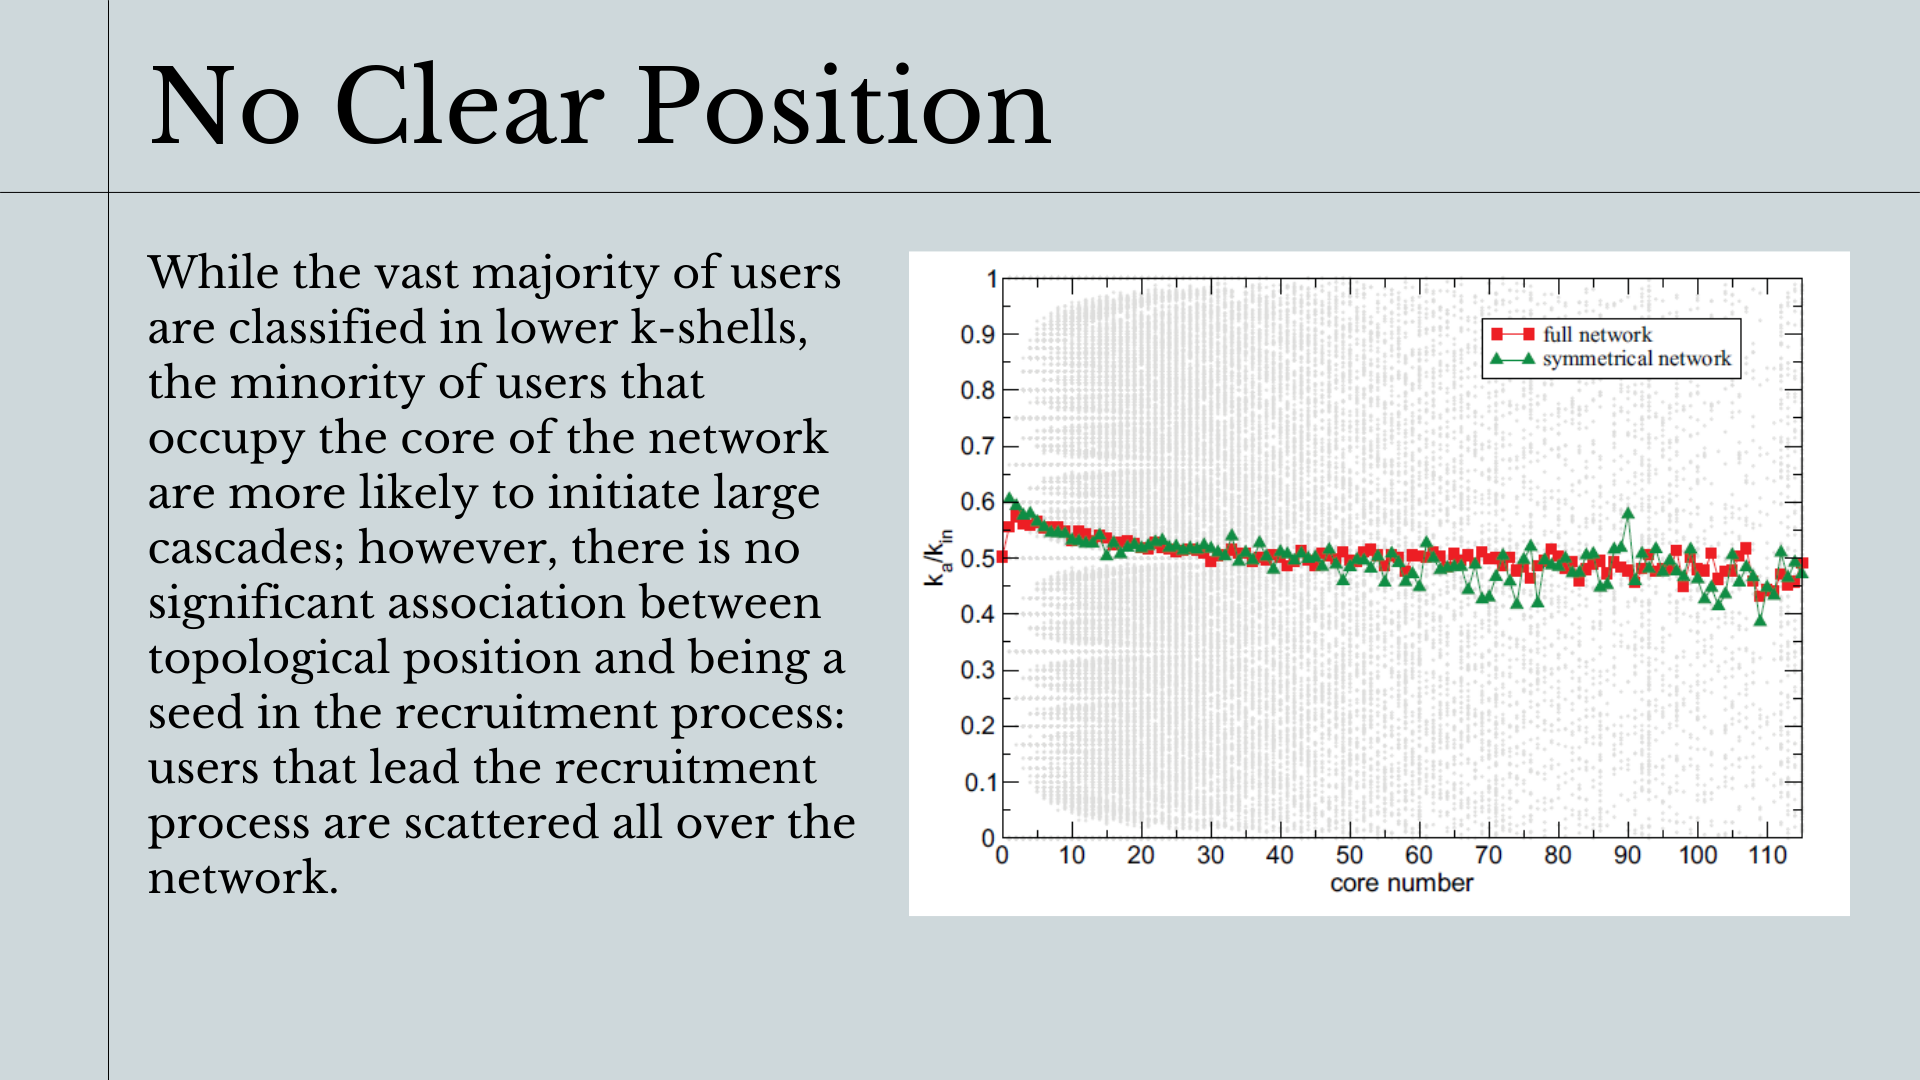 No Clear Position
While the vast majority of users
are classified in lower k-shells,
the minority of users that
occupy the core of the network
are more likely to initiate large
cascades; however, there is no
significant association between
topological position and being a
seed in the recruitment process:
users that lead the recruitment
process are scattered all over the
network.
1
0.9
0.8
0.7
0.6
0.5
0.4
0.3
0.2
0.1
0
ka/kin
full network
symmetrical network
0 10 20 30 40 50 60 70 80 90 100 110
core number